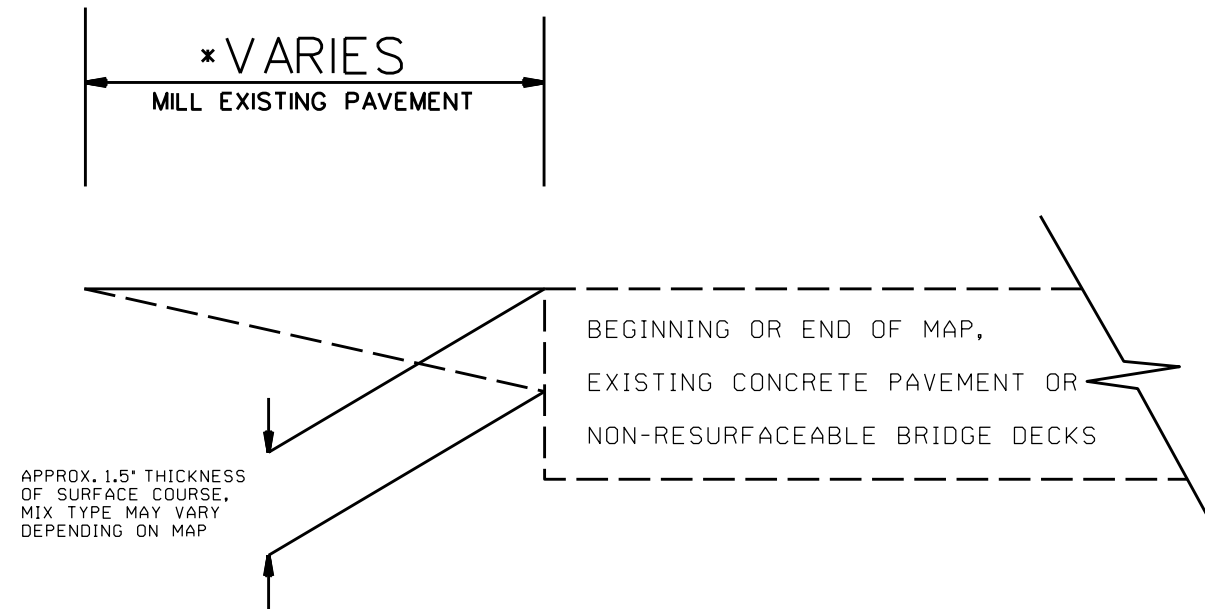 *VARIES
MILL EXISTING PAVEMENT
BEGINNING OR END OF MAP,
EXISTING CONCRETE PAVEMENT OR
NON-RESURFACEABLE BRIDGE DECKS
APPROX. 1.5" THICKNESS
OF SURFACE COURSE,
MIX TYPE MAY VARY
DEPENDING ON MAP